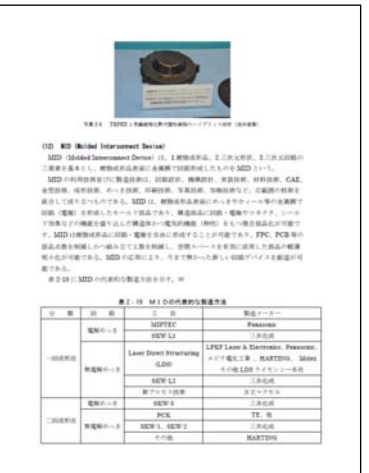 (12) MID (Molded Interconnect Device)
MID (Molded Interconnect Device) は、1.樹脂成形品、2.三次元形状、3.三次元回路の
三要素を基本とし、樹脂成形品表面に金属膜で回路形成したものを MID という。
MID の利用技術並びに製造技術は、回路設計、機構設計、実装技術、材料技術、CAE、
金型技術、成形技術、めっき技術、印刷技術、写真技術、加飾技術など、広範囲の技術を
統合して成り立つものである。MID は樹脂成形品表面にめっきやフィルム等の金属膜で
回路(電極)を形成したモールド部品であり、構造部品に回路・電極やコネクタ、シール
ド効果などの機能を盛り込んだ構造体かつ電気的機能(特性)をもつ複合部品化が可能で
ある。MID は樹脂成形品に回路・電極を自由に形成することが可能であり、FPC、PCB 等の
部品点数を削減しかつ組み立て工数を削減し、空間スペースを有効に活用した部品の軽薄
短小化が可能である。MID の応用により、今まで無かった新しい回路デバイスを創造が可
能である。
表 2-19 に MID の代表的な製造方法を示す。
表 2 - 19 MIDの代表的な製造方法
分 類 回 路 工 法 製造メーカー
一回成形法 電解めっき MIPTEC Panasonic
SKW-L1 三共化成
無電解めっき Laser Direct Structuring (LDS) LPKF Laser & Electronics, Panasonic,
HARTING, Molex
その他 LDS ライセンシー各社
SKW-L2 三共化成
新プロセス技術 日立マクセル
二回成形法 電解めっき SKW-3 三共化成
無電解めっき PCK TE、他
SKW-1、SKW-2 三共化成
その他 HARTING